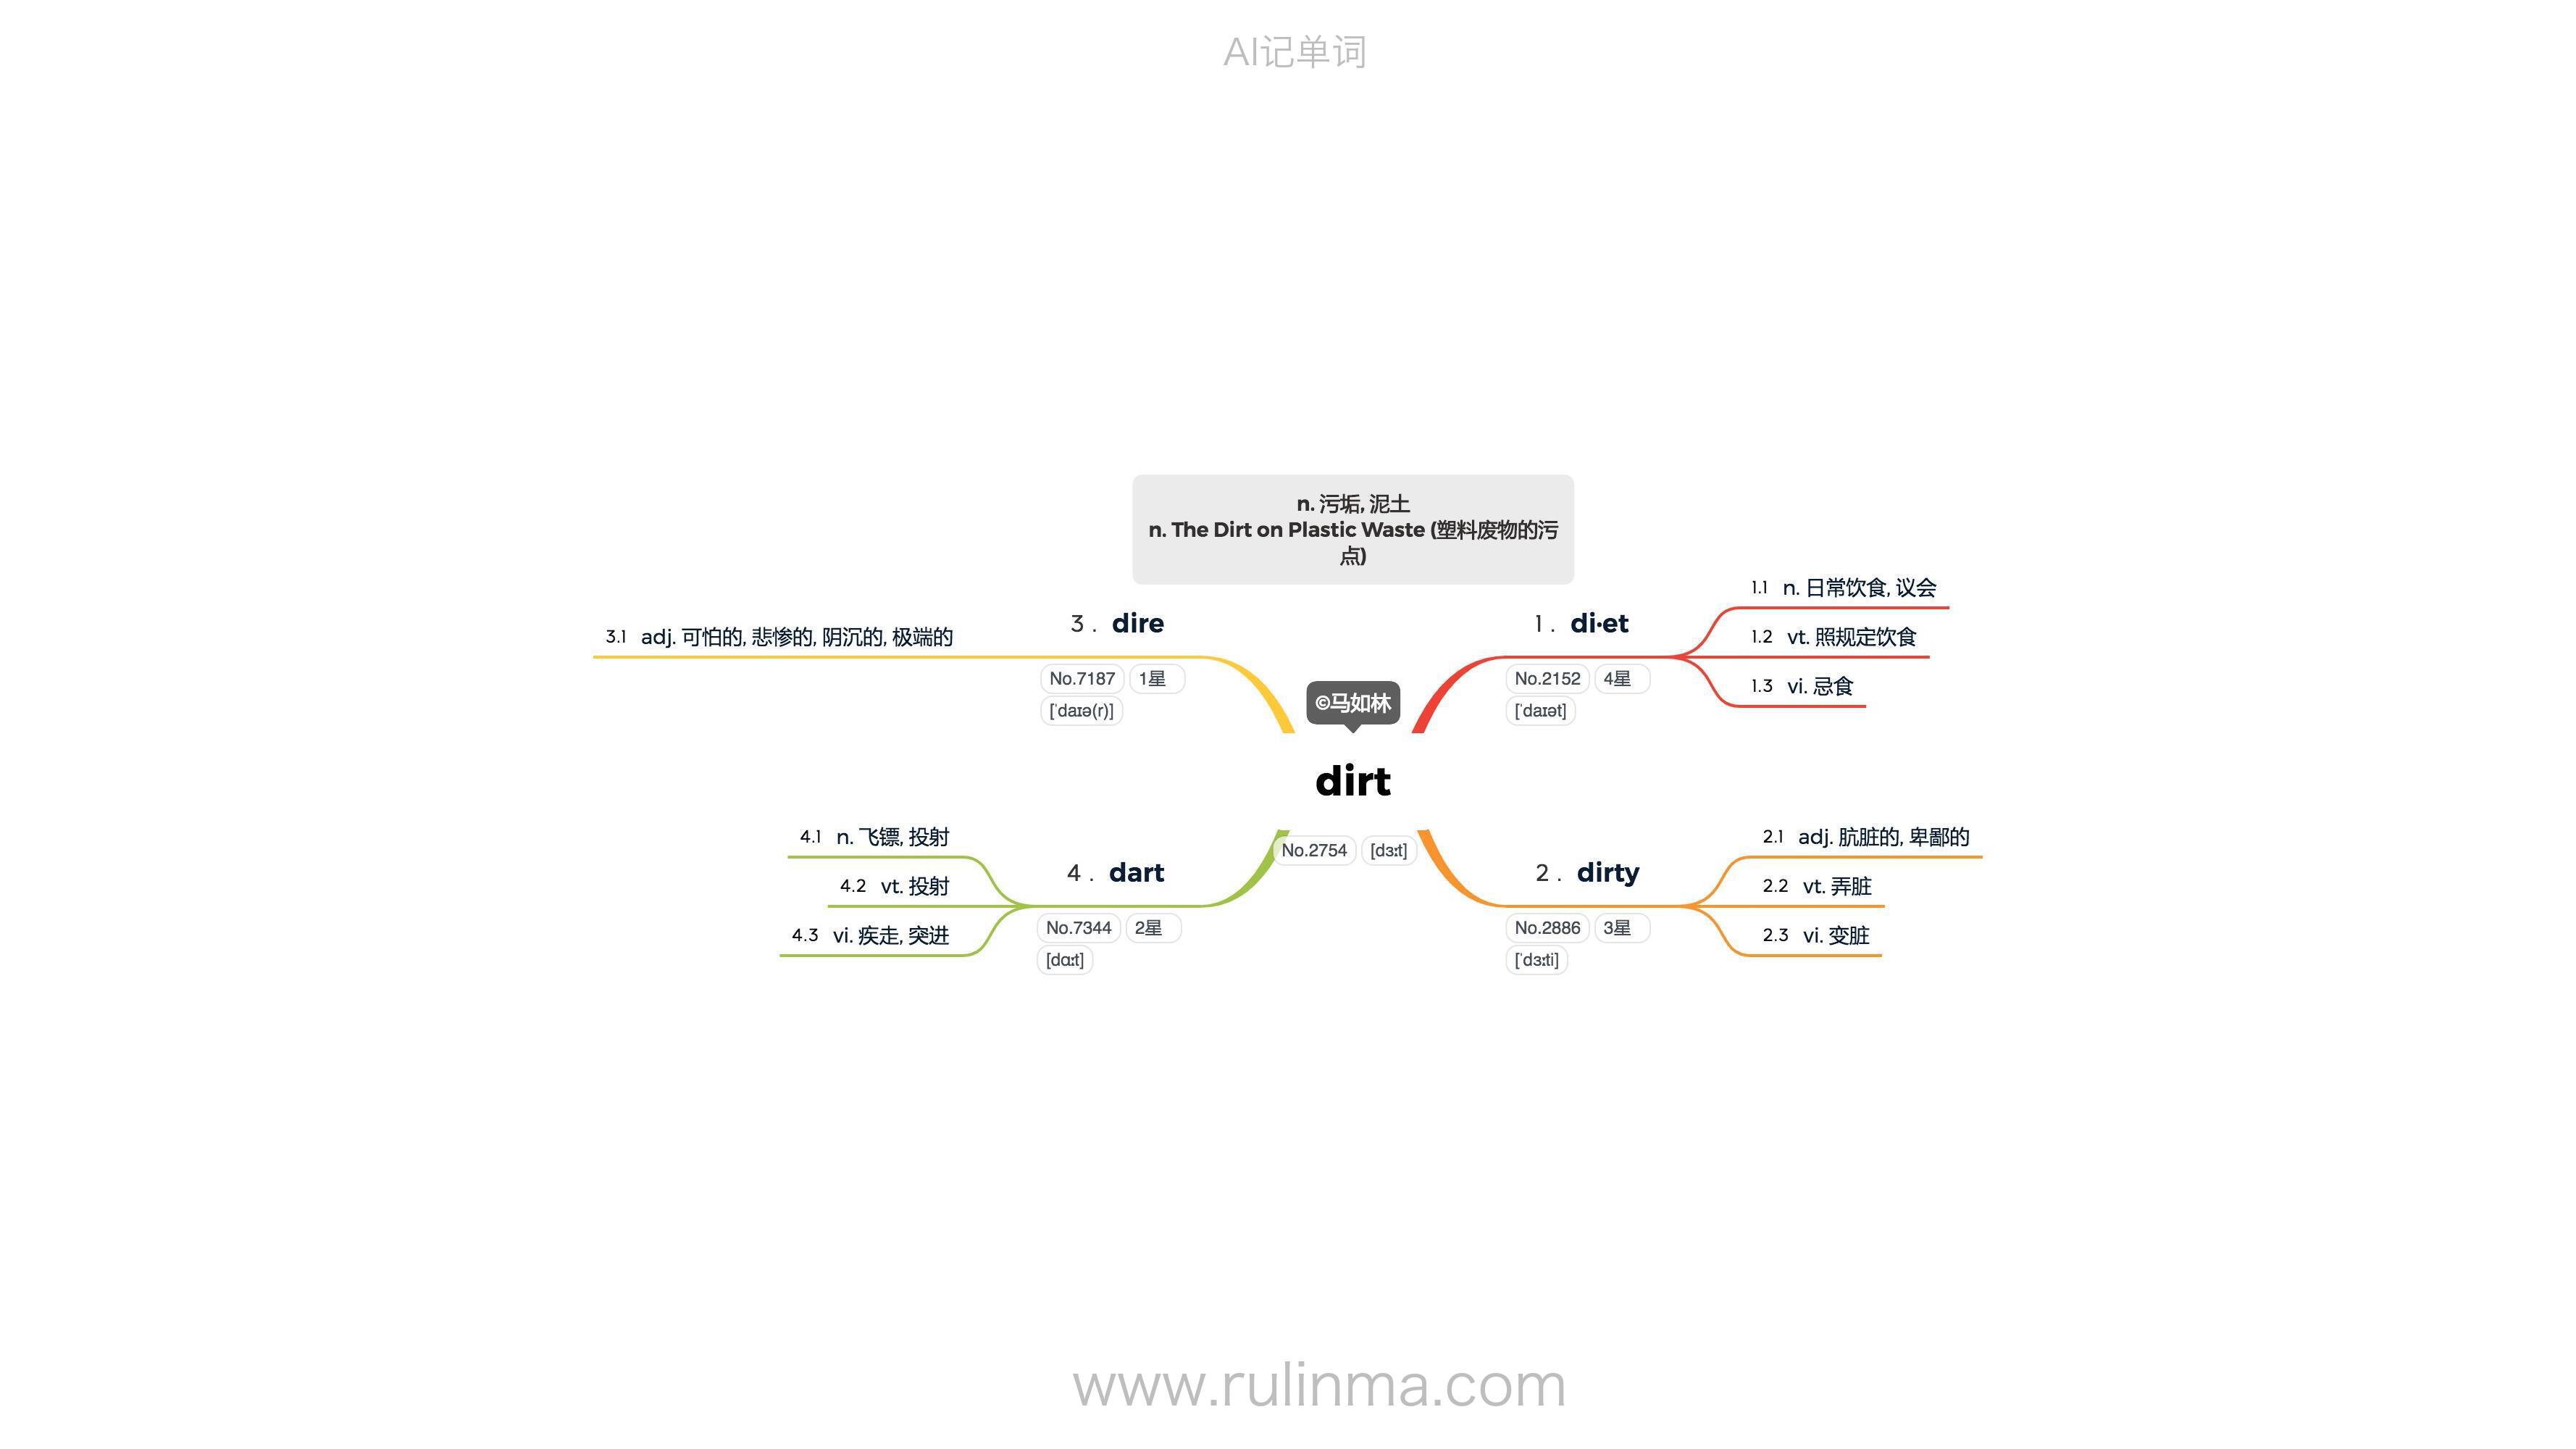 AI记单词
n. 污垢, 泥土
n. The Dirt on Plastic Waste (塑料废物的污
点)
©马如林
dirt
No.2754 [dɜːt]
1 . di·et
No.2152 4星
[ˈdaɪət]
1.1 n. 日常饮食, 议会
1.2 vt. 照规定饮食
1.3 vi. 忌食
2 . dirty
No.2886 3星
[ˈdɜːti]
2.1 adj. 肮脏的, 卑鄙的
2.2 vt. 弄脏
2.3 vi. 变脏
3 . dire
No.7187 1星
[ˈdaɪə(r)]
3.1 adj. 可怕的, 悲惨的, 阴沉的, 极端的
4 . dart
No.7344 2星
[dɑːt]
4.1 n. 飞镖, 投射
4.2 vt. 投射
4.3 vi. 疾走, 突进
www.rulinma.com